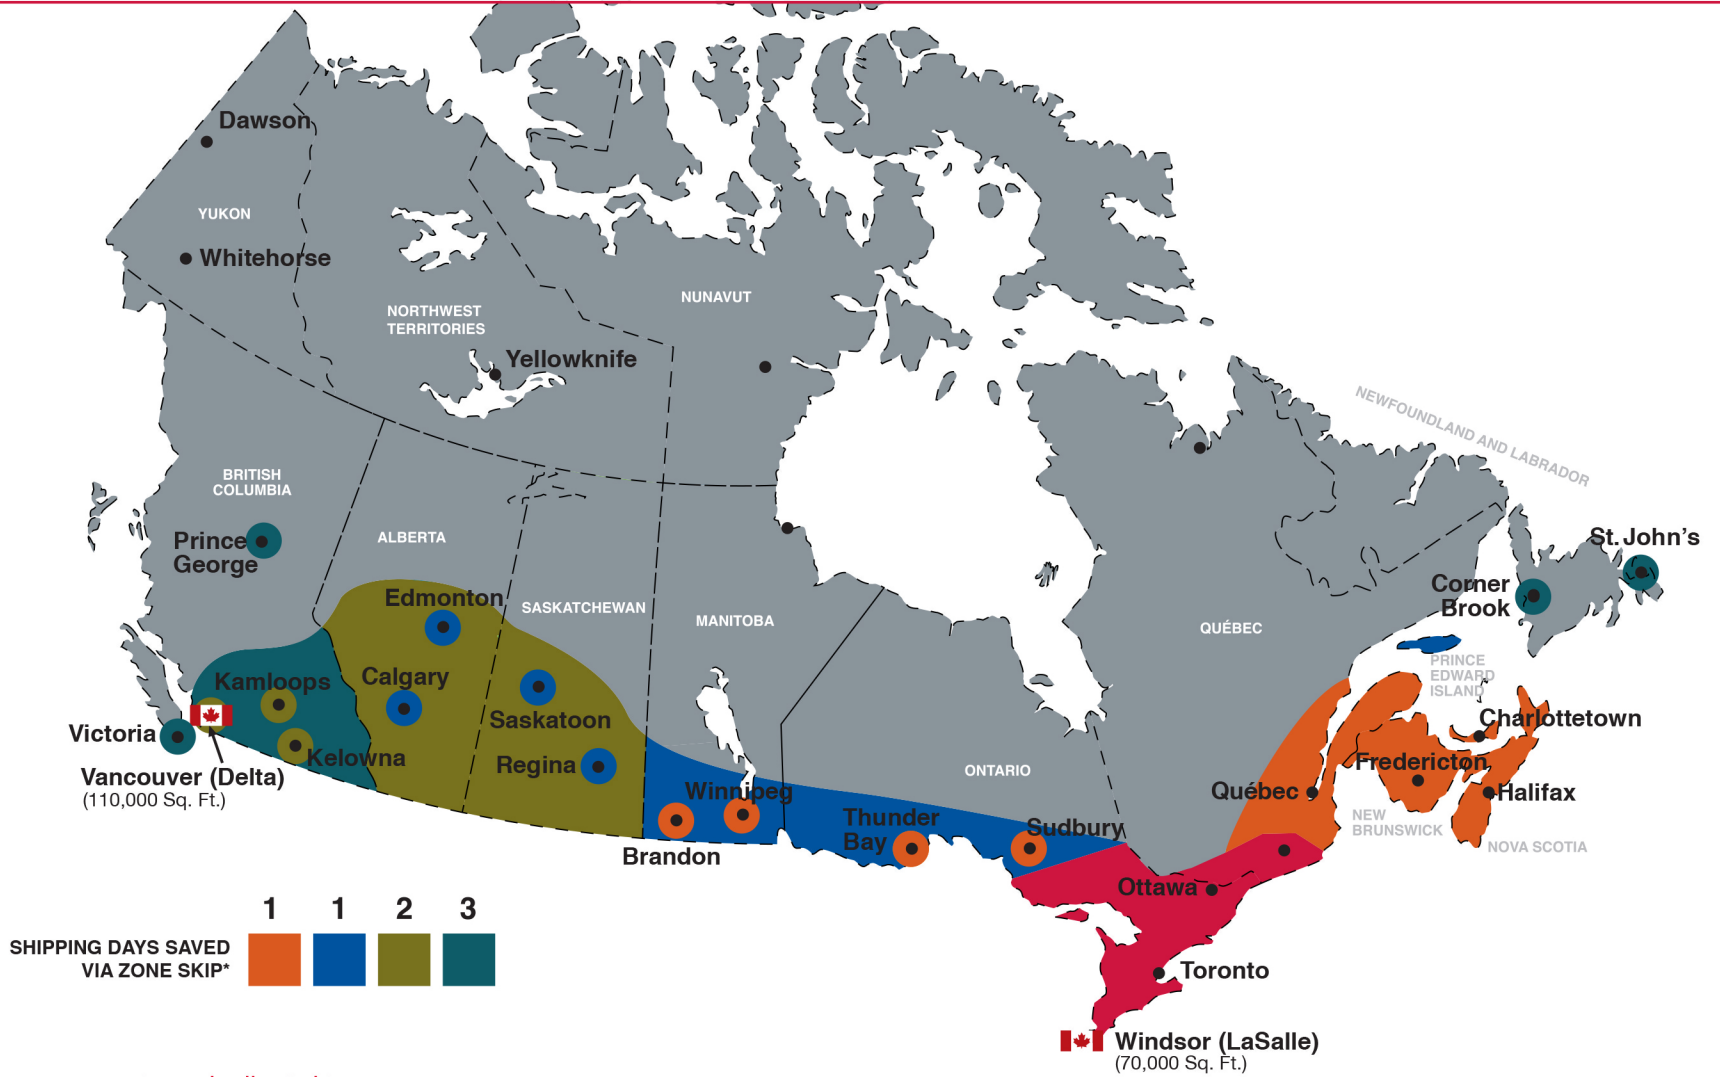 Dawson
YUKON
Whitehorse
NORTHWEST
TERRITORIES
NUNAVUT
Yellowknife
NEWFOUNDLAND AND LABRADOR
BRITISH
COLUMBIA
Prince
George
ALBERTA
St. John's
Edmonton
SASKATCHEWAN
MANITOBA
QUÉBEC
Corner
Brook
PRINCE
EDWARD
ISLAND
Kamloops
Calgary
Saskatoon
Charlottetown
Victoria
Kelowna
Regina
ONTARIO
Fredericton
Vancouver (Delta)
(110,000 Sq. Ft.)
Winnipeg
Québec
Halifax
Thunder
Bay
Sudbury
NEW
BRUNSWICK
NOVA SCOTIA
Brandon
Ottawa
1 1 2 3
SHIPPING DAYS SAVED
VIA ZONE SKIP*
Toronto
Windsor (LaSalle)
(70,000 Sq. Ft.)